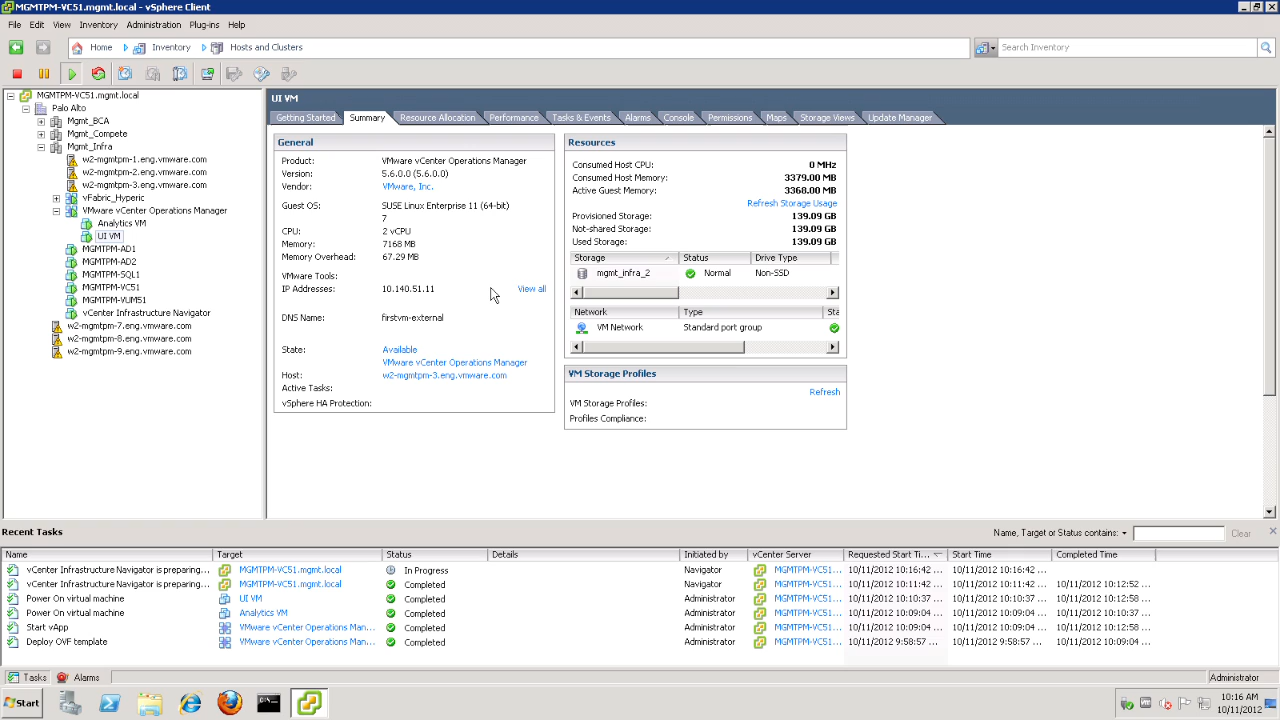 MGMTPM-VC51.mgmt.local - vSphere Client
File Edit View Inventory Administration Plug-ins Help
Home Inventory Hosts and Clusters Search Inventory
MGMTPM-VC51.mgmt.local
Palo Alto
Mgmt_BCA
Mgmt_Compete
Mgmt_Infra
w2-mgmtpm-1.eng.vmware.com
w2-mgmtpm-2.eng.vmware.com
w2-mgmtpm-3.eng.vmware.com
vFabric_Hyperic
VMware vCenter Operations Manager
Analytics VM
UI VM
MGMTPM-AD1
MGMTPM-AD2
MGMTPM-SQL1
MGMTPM-VC51
MGMTPM-VUM51
vCenter Infrastructure Navigator
w2-mgmtpm-7.eng.vmware.com
w2-mgmtpm-8.eng.vmware.com
w2-mgmtpm-9.eng.vmware.com
UI VM
Getting Started Summary Resource Allocation Performance Tasks & Events Alarms Console Permissions Maps Storage Views Update Manager
General
Product: VMware vCenter Operations Manager
Version: 5.6.0.0 (5.6.0.0)
Vendor: VMware, Inc.
Guest OS: SUSE Linux Enterprise 11 (64-bit)
7
CPU: 2 vCPU
Memory: 7168 MB
Memory Overhead: 67.29 MB
VMware Tools:
IP Addresses: 10.140.51.11 View all
DNS Name: firstvm-external
State: Available
VMware vCenter Operations Manager
Host: w2-mgmtpm-3.eng.vmware.com
Active Tasks:
vSphere HA Protection:
Resources
Consumed Host CPU: 0 MHz
Consumed Host Memory: 3379.00 MB
Active Guest Memory: 3368.00 MB
Refresh Storage Usage
Provisioned Storage: 139.09 GB
Not-shared Storage: 139.09 GB
Used Storage: 139.09 GB
Storage Status Drive Type
mgmt_infra_2 Normal Non-SSD
Network Type Sta
VM Network Standard port group
VM Storage Profiles
Refresh
VM Storage Profiles:
Profiles Compliance:
Recent Tasks Name, Target or Status contains: Clear
Name Target Status Details Initiated by vCenter Server Requested Start Ti... Start Time Completed Time
vCenter Infrastructure Navigator is preparing... MGMTPM-VC51.mgmt.local In Progress Navigator MGMTPM-VC51... 10/11/2012 10:16:42 ... 10/11/2012 10:16:42 ...
vCenter Infrastructure Navigator is preparing... MGMTPM-VC51.mgmt.local Completed Navigator MGMTPM-VC51... 10/11/2012 10:11:42 ... 10/11/2012 10:11:42 ... 10/11/2012 10:12:52 ...
Power On virtual machine UI VM Completed Administrator MGMTPM-VC51... 10/11/2012 10:10:37 ... 10/11/2012 10:10:37 ... 10/11/2012 10:12:58 ...
Power On virtual machine Analytics VM Completed Administrator MGMTPM-VC51... 10/11/2012 10:09:04 ... 10/11/2012 10:09:04 ... 10/11/2012 10:10:37 ...
Start vApp VMware vCenter Operations Man... Completed Administrator MGMTPM-VC51... 10/11/2012 10:09:04 ... 10/11/2012 10:09:04 ... 10/11/2012 10:12:58 ...
Deploy OVF template VMware vCenter Operations Man... Completed Administrator MGMTPM-VC51... 10/11/2012 9:58:57 ... 10/11/2012 9:58:57 ... 10/11/2012 10:09:04 ...
Tasks Alarms Administrator
Start 10:16 AM
10/11/2012